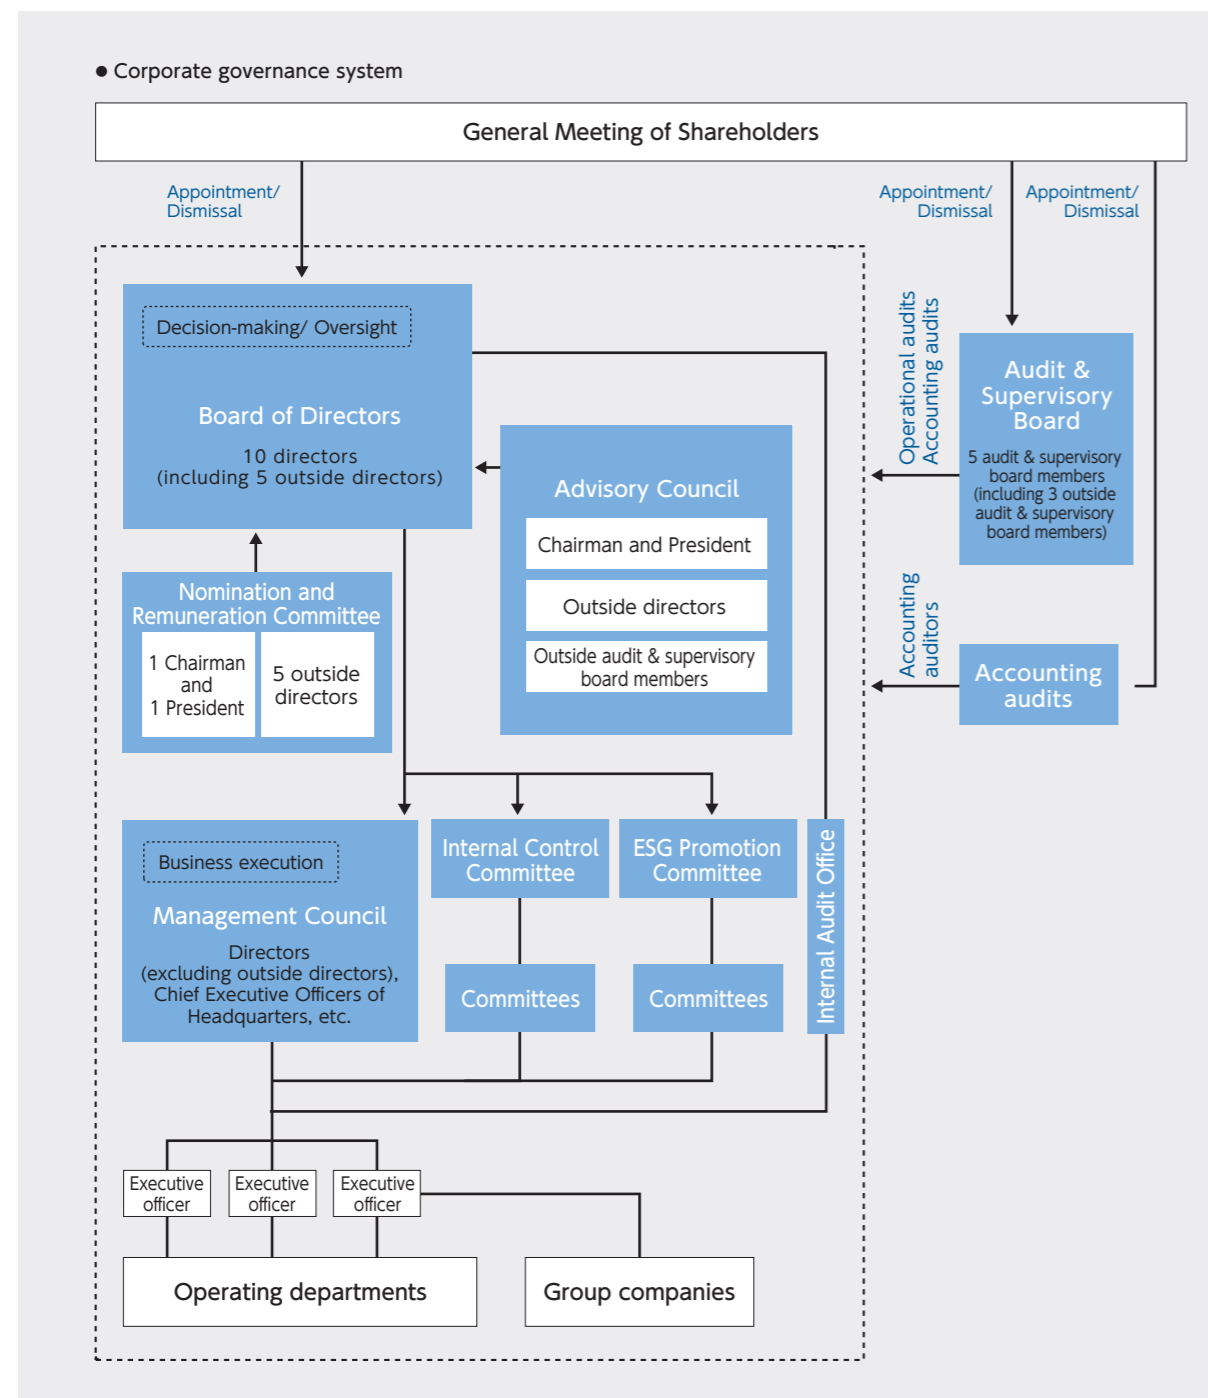 ● Corporate governance system
General Meeting of Shareholders
Appointment/
Dismissal
Appointment/
Dismissal
Appointment/
Dismissal
Decision-making/ Oversight
Board of Directors
10 directors
(including 5 outside directors)
Nomination and
Remuneration Committee
1 Chairman
and
1 President
5 outside
directors
Advisory Council
Chairman and President
Outside directors
Outside audit & supervisory
board members
Operational audits
Accounting audits
Audit &
Supervisory
Board
5 audit & supervisory
board members
(including 3 outside
audit & supervisory
board members)
Accounting
auditors
Accounting
audits
Business execution
Management Council
Directors
(excluding outside directors),
Chief Executive Officers of
Headquarters, etc.
Internal Control
Committee
Committees
ESG Promotion
Committee
Committees
Internal Audit Office
Executive
officer
Executive
officer
Executive
officer
Operating departments
Group companies